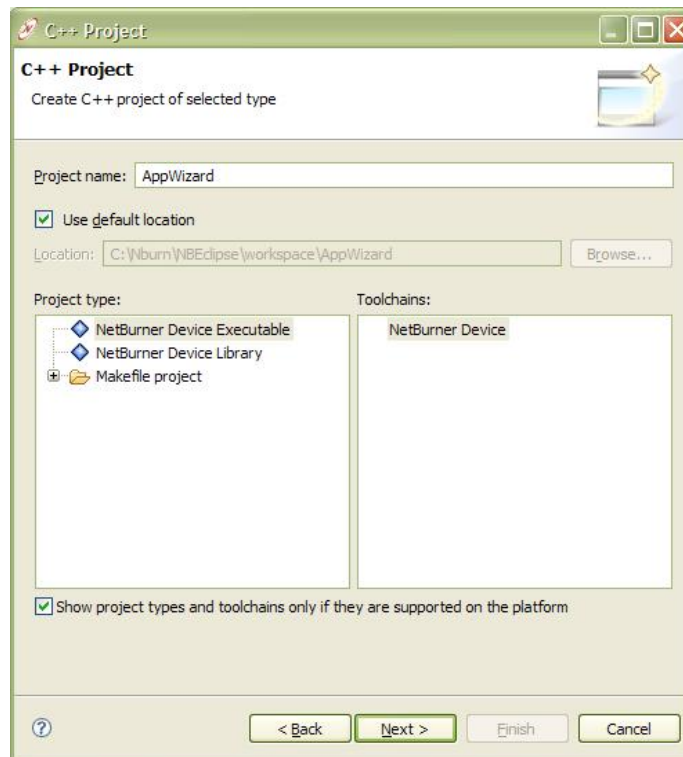 C++ Project
C++ Project
Create C++ project of selected type
Project name: AppWizard
Use default location
Location: C:\Nburn\NBEclipse\workspace\AppWizard Browse...
Project type: Toolchains:
NetBurner Device Executable NetBurner Device
NetBurner Device Library
Makefile project
Show project types and toolchains only if they are supported on the platform
? < Back Next > Finish Cancel